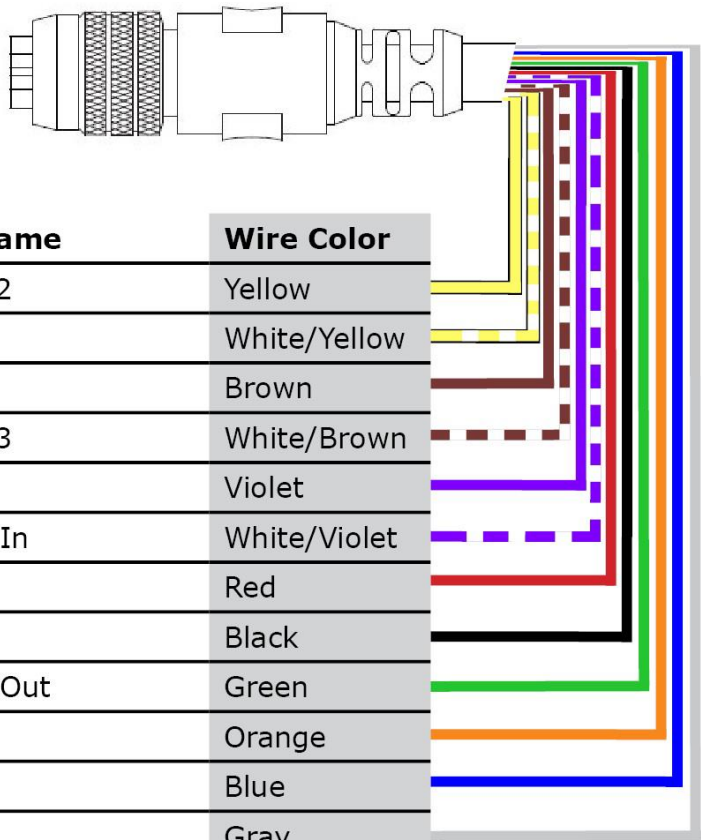 ame Wire Color
2 Yellow
White/Yellow
Brown
3 White/Brown
Violet
In White/Violet
Red
Black
Out Green
Orange
Blue
Gray